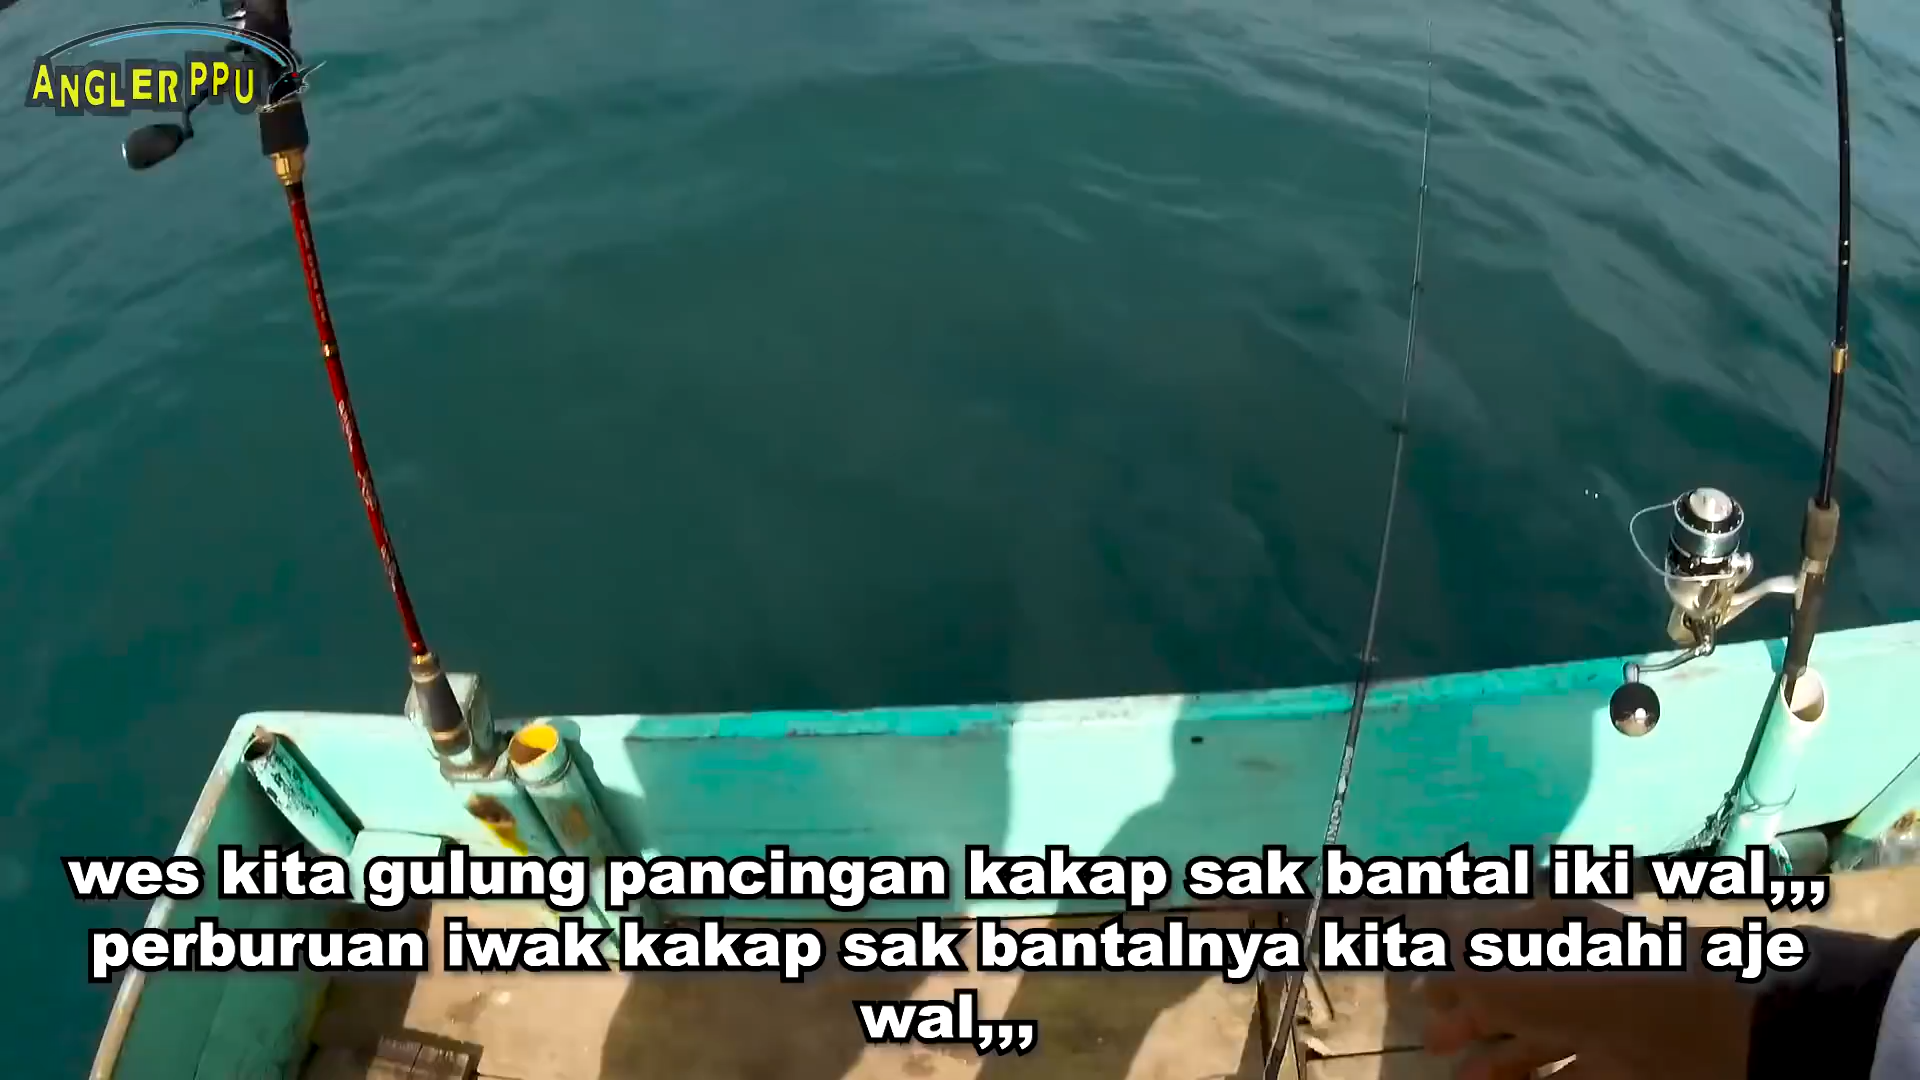 ANGLER PPU
wes kita gulung pancingan kakap sak bantal iki wal,,,
perburuan iwak kakap sak bantalnya kita sudahi aje
wal,,,